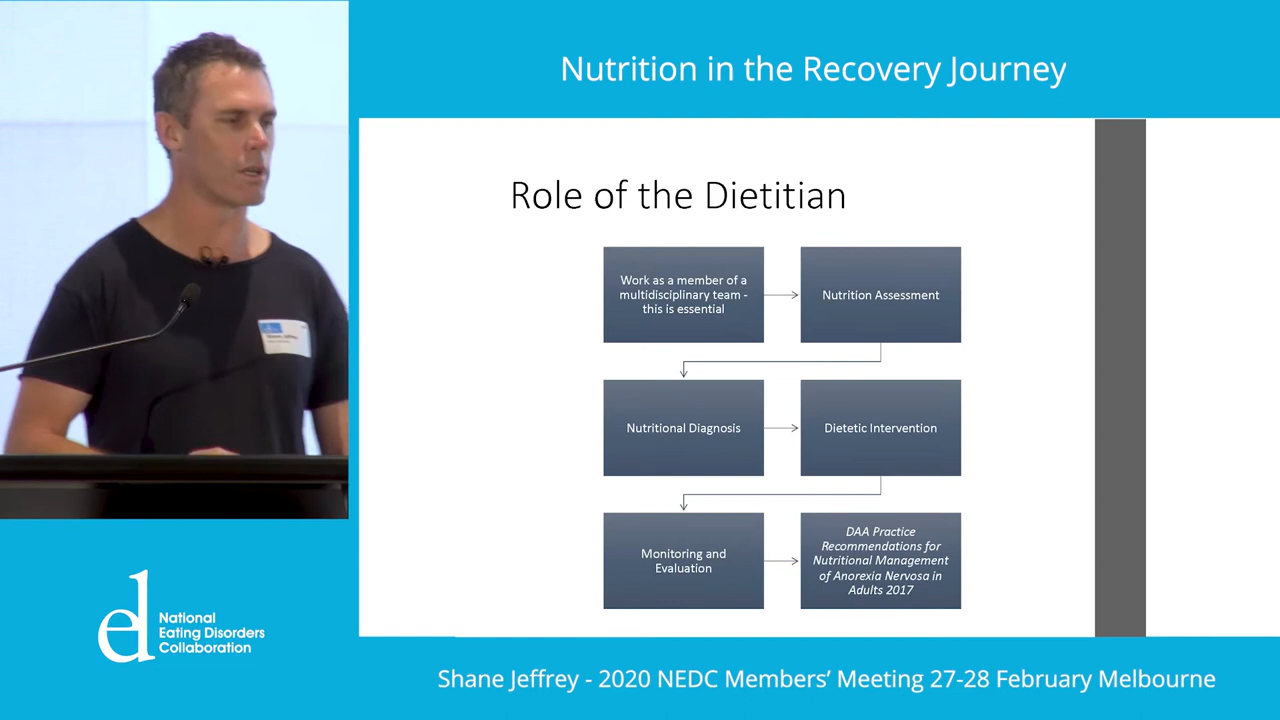 Nutrition in the Recovery Journey
Role of the Dietitian
Work as a member of a
multidisciplinary team -
this is essential
Nutrition Assessment
Nutritional Diagnosis
Dietetic Intervention
Monitoring and
Evaluation
DAA Practice
Recommendations for
Nutritional Management
of Anorexia Nervosa in
Adults 2017
ed
National
Eating Disorders
Collaboration
Shane Jeffrey - 2020 NEDC Members’ Meeting 27-28 February Melbourne